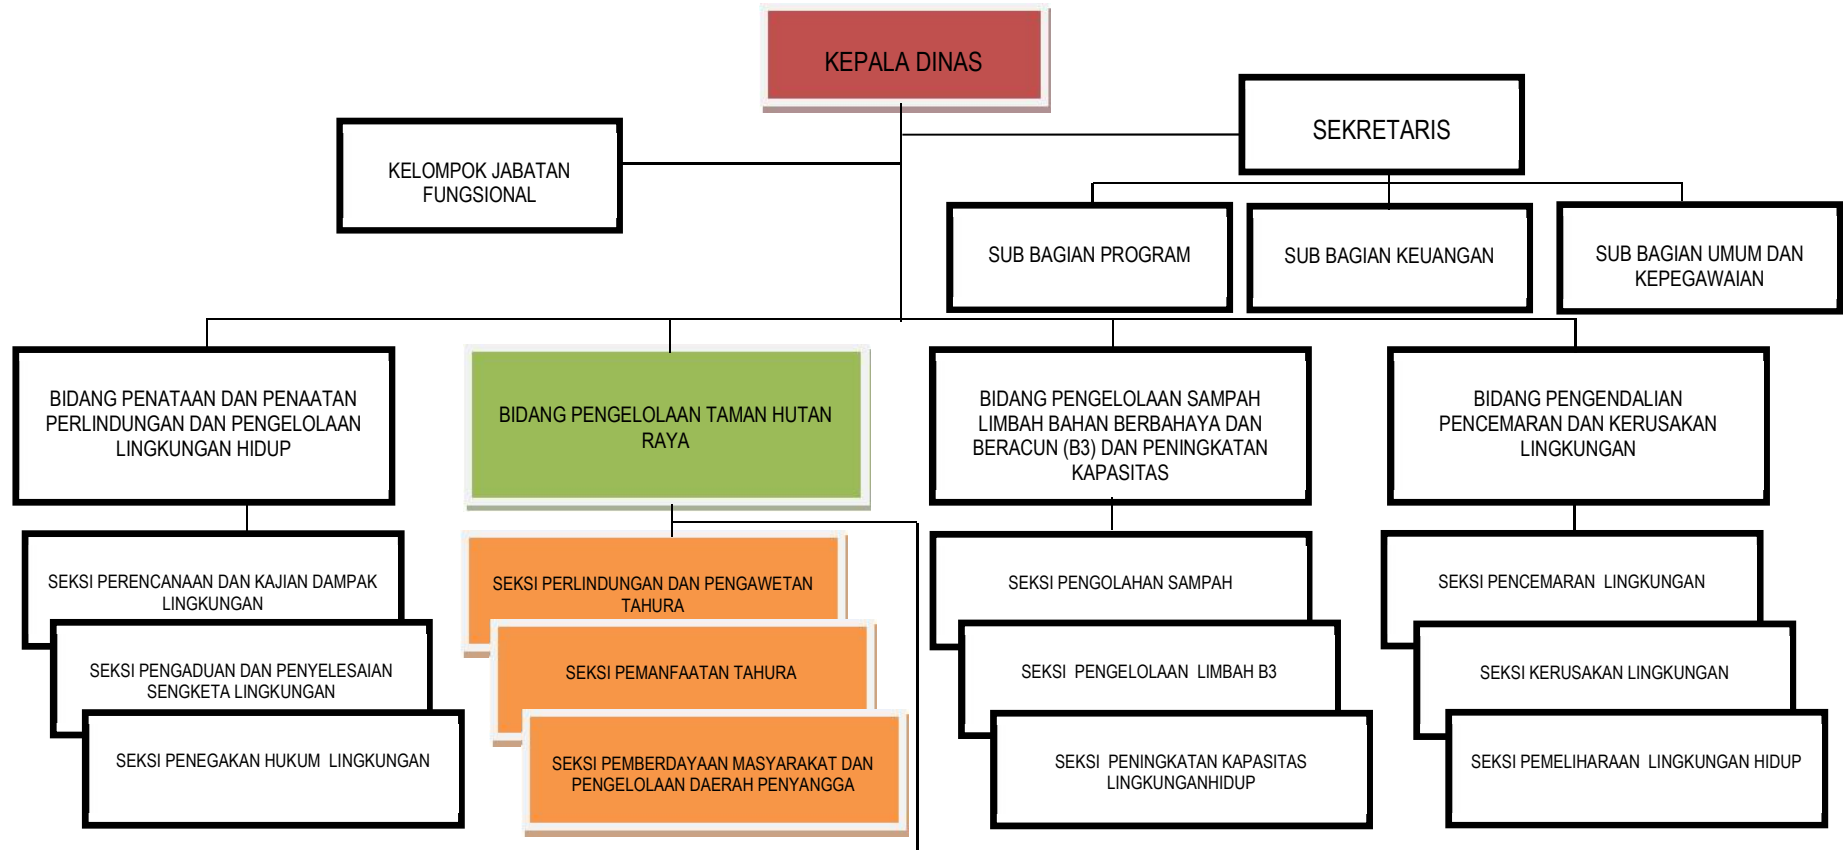 KEPALA DINAS
SEKRETARIS
KELOMPOK JABATAN
FUNGSIONAL
SUB BAGIAN PROGRAM
SUB BAGIAN KEUANGAN
SUB BAGIAN UMUM DAN
KEPEGAWAIAN
BIDANG PENATAAN DAN PENAATAN
PERLINDUNGAN DAN PENGELOLAAN
LINGKUNGAN HIDUP
BIDANG PENGELOLAAN TAMAN HUTAN
RAYA
BIDANG PENGELOLAAN SAMPAH
LIMBAH BAHAN BERBAHAYA DAN
BERACUN (B3) DAN PENINGKATAN
KAPASITAS
BIDANG PENGENDALIAN
PENCEMARAN DAN KERUSAKAN
LINGKUNGAN
SEKSI PERENCANAAN DAN KAJIAN DAMPAK
LINGKUNGAN
SEKSI PENGADUAN DAN PENYELESAIAN
SENGKETA LINGKUNGAN
SEKSI PENEGAKAN HUKUM LINGKUNGAN
SEKSI PERLINDUNGAN DAN PENGAWETAN
TAHURA
SEKSI PEMANFAATAN TAHURA
SEKSI PEMBERDAYAAN MASYARAKAT DAN
PENGELOLAAN DAERAH PENYANGGA
SEKSI PENGOLAHAN SAMPAH
SEKSI PENGELOLAAN LIMBAH B3
SEKSI PENINGKATAN KAPASITAS
LINGKUNGANHIDUP
SEKSI PENCEMARAN LINGKUNGAN
SEKSI KERUSAKAN LINGKUNGAN
SEKSI PEMELIHARAAN LINGKUNGAN HIDUP